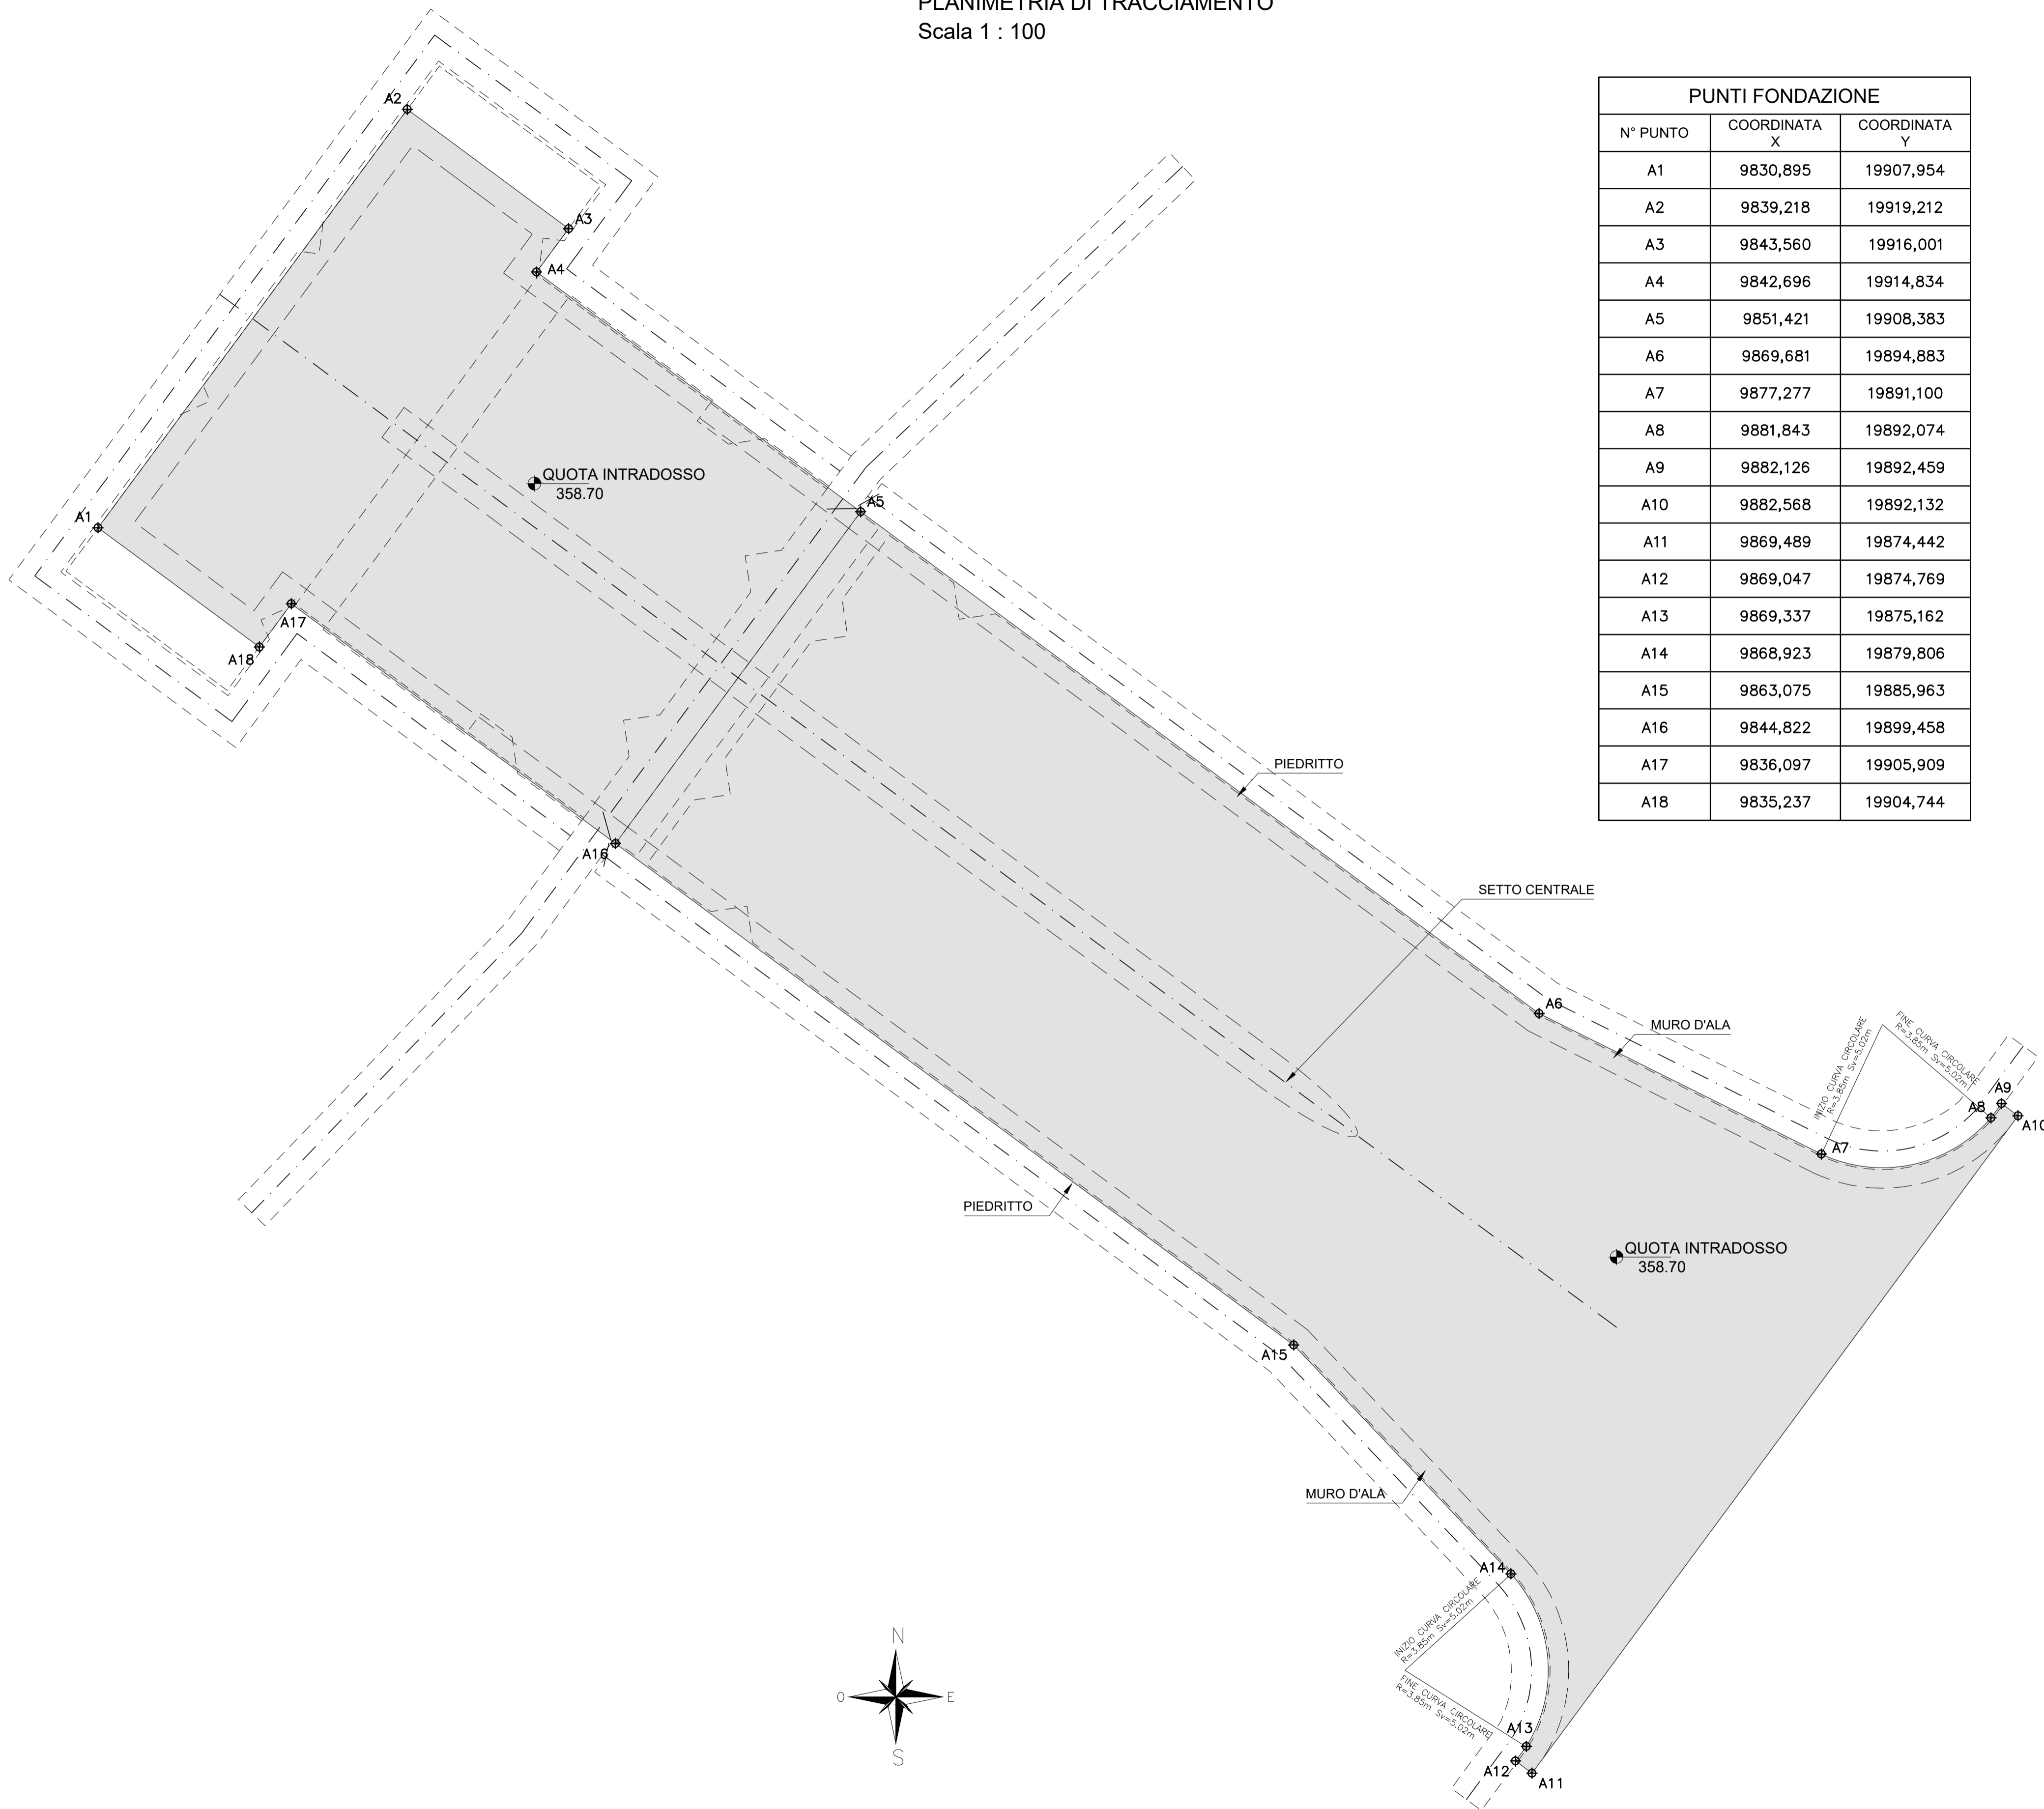 PLANIMETRIA DI TRACCIAMENTO
Scala 1 : 100
PUNTI FONDAZIONE
N° PUNTO COORDINATA X COORDINATA Y
A1 9830,895 19907,954
A2 9839,218 19919,212
A3 9843,560 19916,001
A4 9842,696 19914,834
A5 9851,421 19908,383
A6 9869,681 19894,883
A7 9877,277 19891,100
A8 9881,843 19892,074
A9 9882,126 19892,459
A10 9882,568 19892,132
A11 9869,489 19874,442
A12 9869,047 19874,769
A13 9869,337 19875,162
A14 9868,923 19879,806
A15 9863,075 19885,963
A16 9844,822 19899,458
A17 9836,097 19905,909
A18 9835,237 19904,744
A2
A3
A4
QUOTA INTRADOSSO
358.70
A5
A1
A17
A18
PIEDRITTO
A16
SETTO CENTRALE
A6
MURO D'ALA
INIZIO CURVA CIRCOLARE
R=3.85m Sv=5.02m
FINE CURVA CIRCOLARE
R=3.85m Sv=5.02m
A9
A8
A10
A7
PIEDRITTO
QUOTA INTRADOSSO
358.70
A15
MURO D'ALA
A14
INIZIO CURVA CIRCOLARE
R=3.85m Sv=5.02m
FINE CURVA CIRCOLARE
R=3.85m Sv=5.02m
A13
A12
A11
N
O
E
S